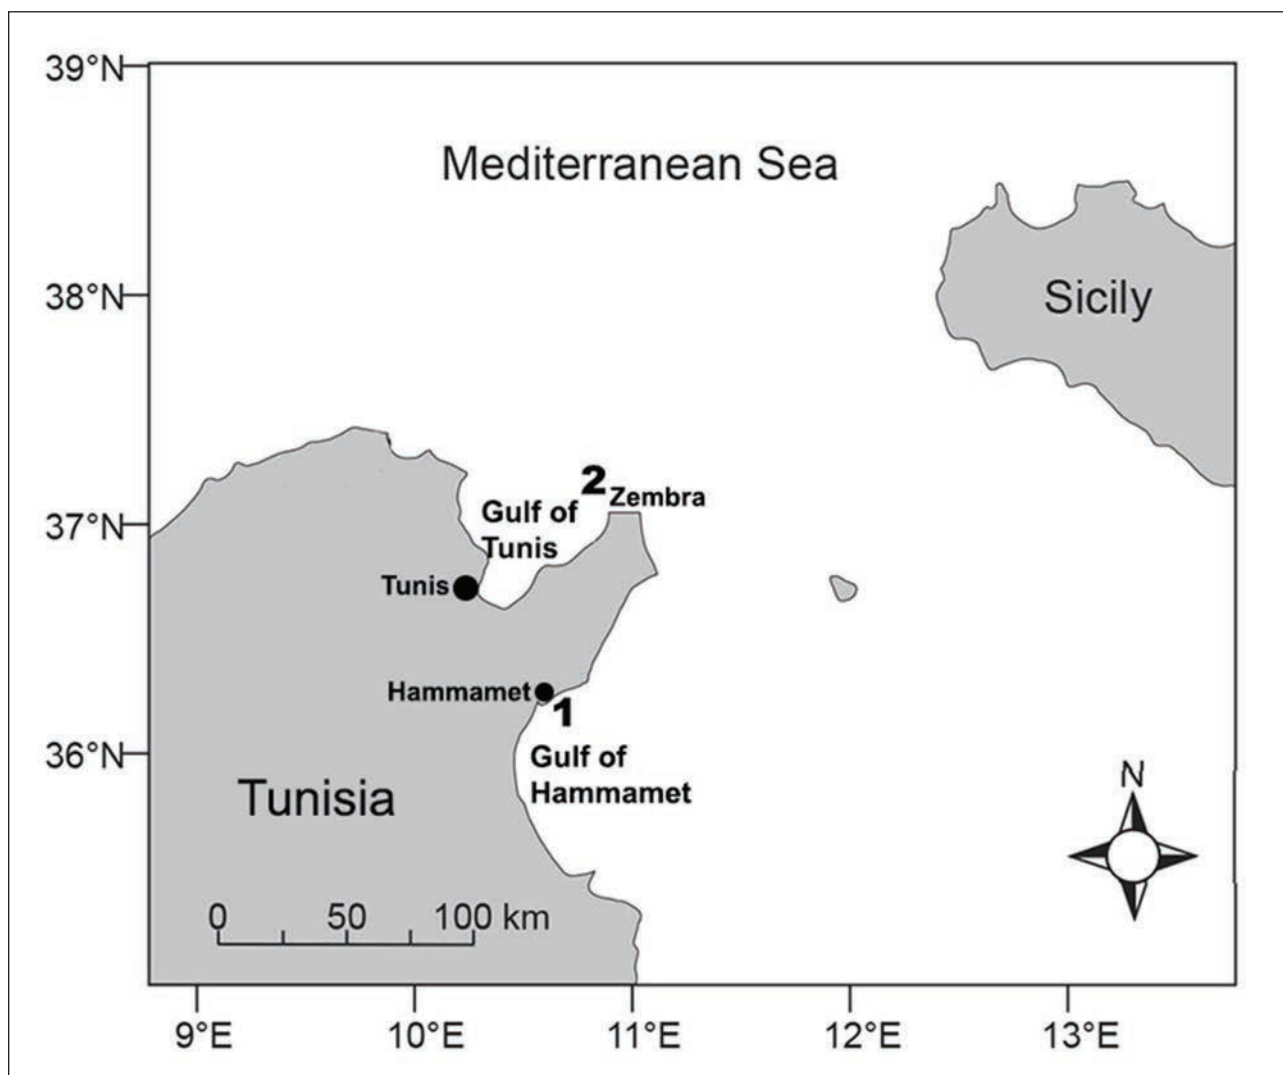 39°N
Mediterranean Sea
38°N
Sicily
2
Zembra
37°N
Gulf of
Tunis
Tunis
Hammamet
1
36°N
Gulf of
Hammamet
Tunisia
N
0 50 100 km
9°E 10°E 11°E 12°E 13°E